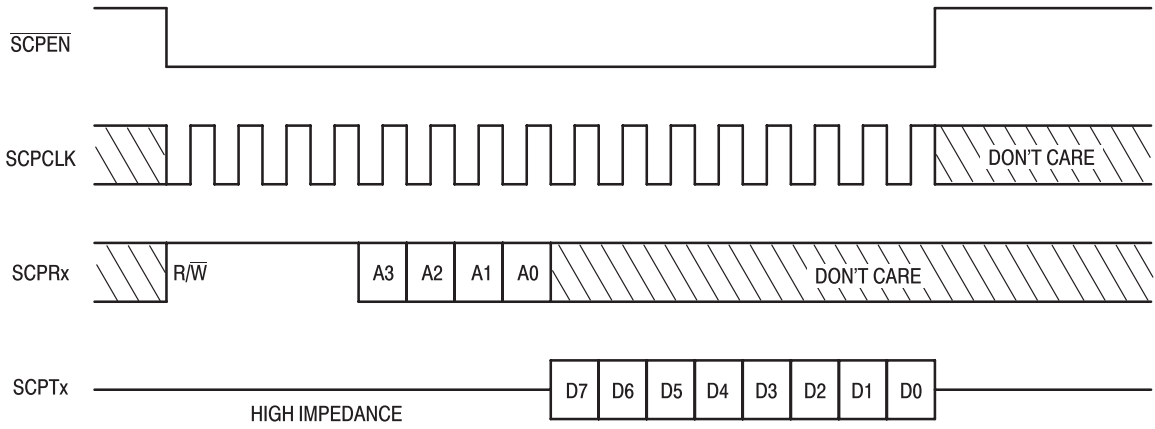 S̅C̅P̅E̅N̅
SCPCLK
DON'T CARE
SCPRx
R/W̅
A3
A2
A1
A0
DON'T CARE
SCPTx
HIGH IMPEDANCE
D7
D6
D5
D4
D3
D2
D1
D0